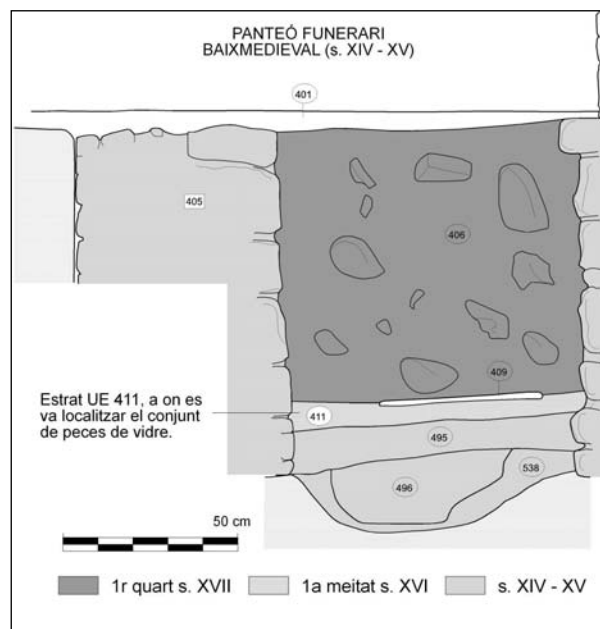 PANTEÓ FUNERARI
BAIXMEDIEVAL (s. XIV - XV)
401
405
406
409
Estrat UE 411, a on es
va localitzar el conjunt
de peces de vidre.
411
495
538
496
50 cm
1r quart s. XVII
1a meitat s. XVI
s. XIV - XV